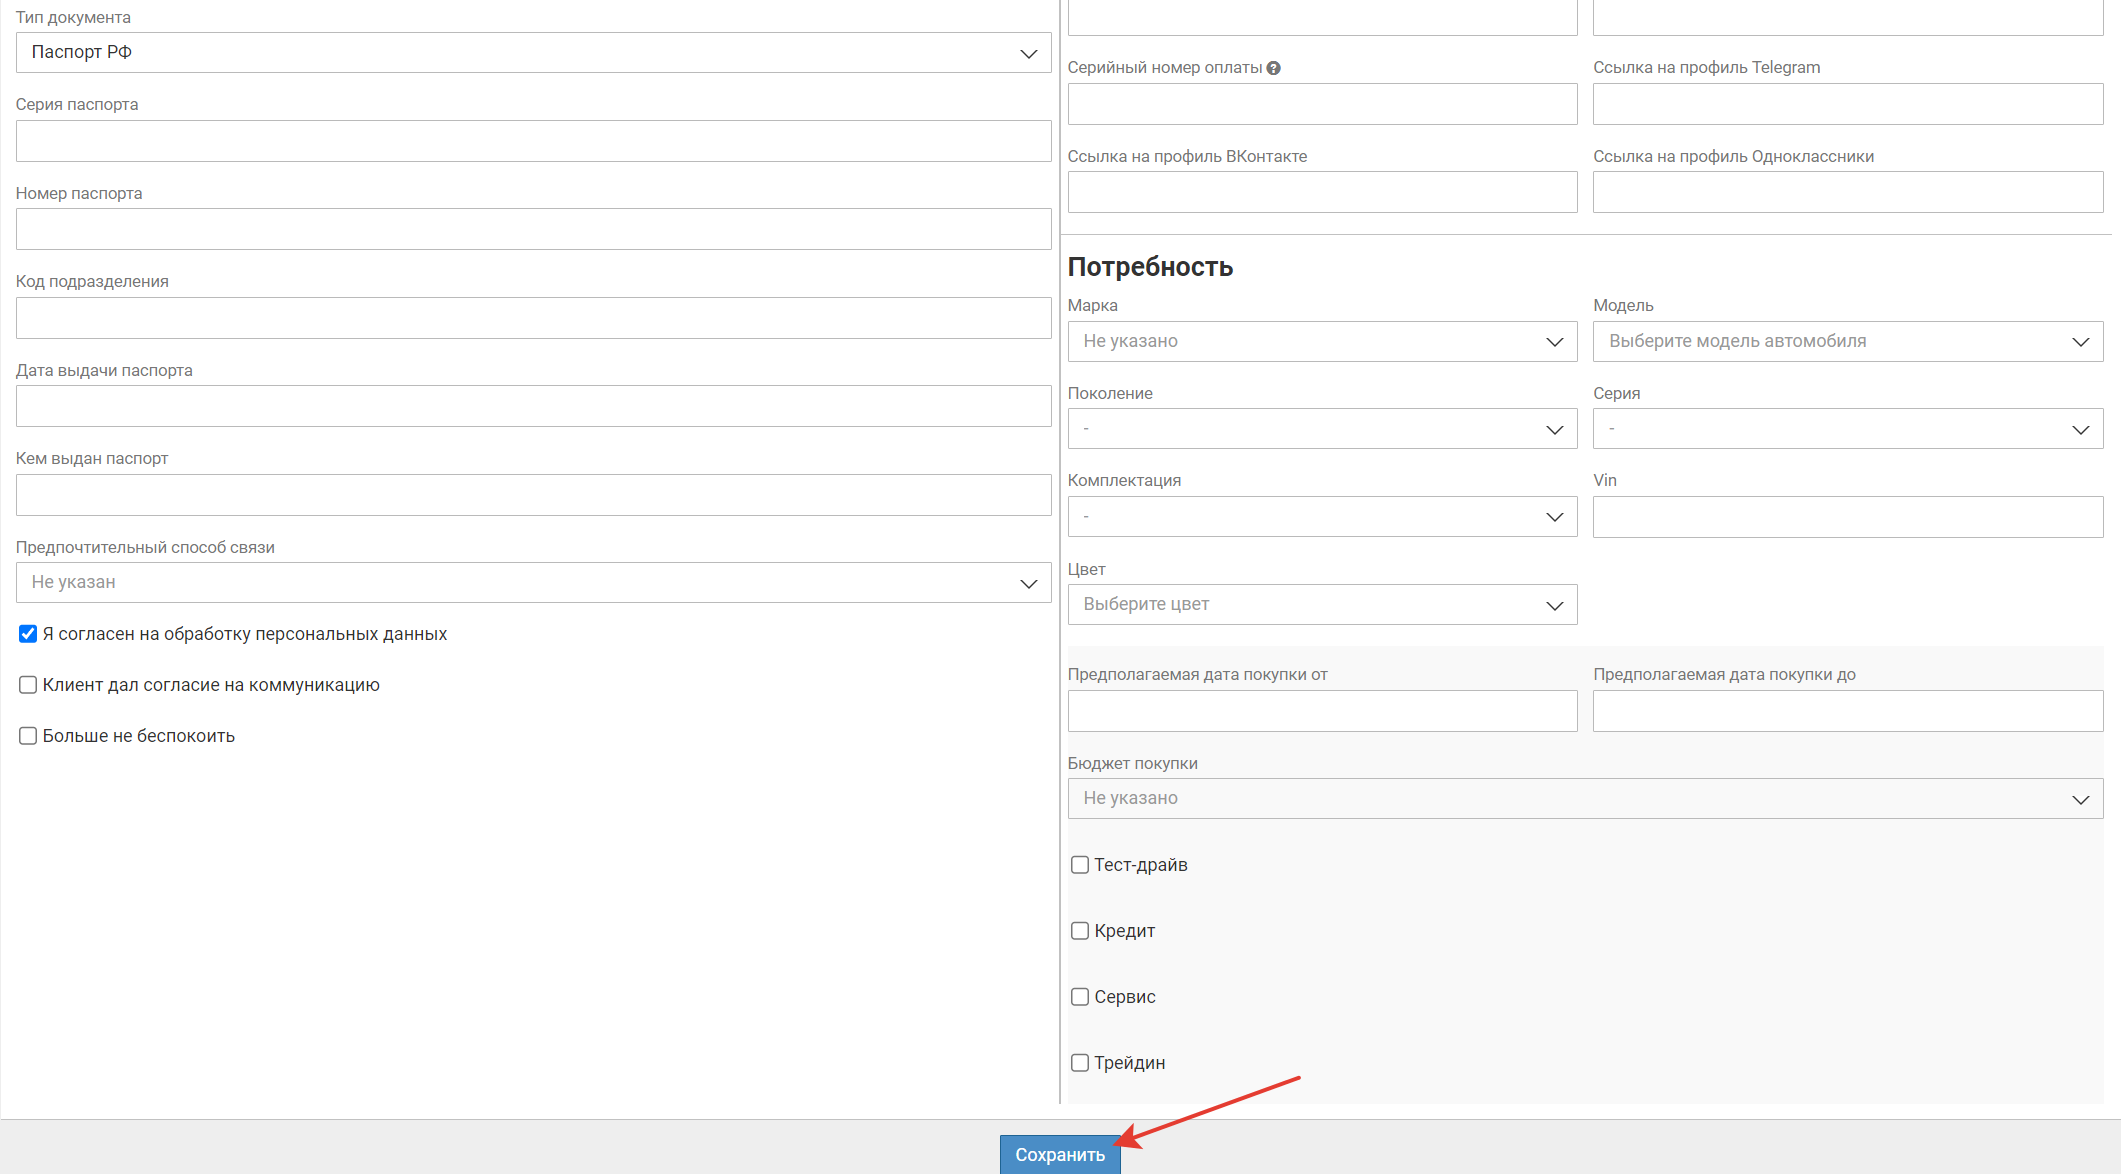 Тип документа
Паспорт РФ
Серия паспорта
Номер паспорта
Код подразделения
Дата выдачи паспорта
Кем выдан паспорт
Предпочтительный способ связи
Не указан
Я согласен на обработку персональных данных
Клиент дал согласие на коммуникацию
Больше не беспокоить
Серийный номер оплаты ?
Ссылка на профиль Telegram
Ссылка на профиль ВКонтакте
Ссылка на профиль Одноклассники
Потребность
Марка
Не указано
Модель
Выберите модель автомобиля
Поколение
-
Серия
-
Комплектация
-
Vin
Цвет
Выберите цвет
Предполагаемая дата покупки от
Предполагаемая дата покупки до
Бюджет покупки
Не указано
Тест-драйв
Кредит
Сервис
Трейдин
Сохранить